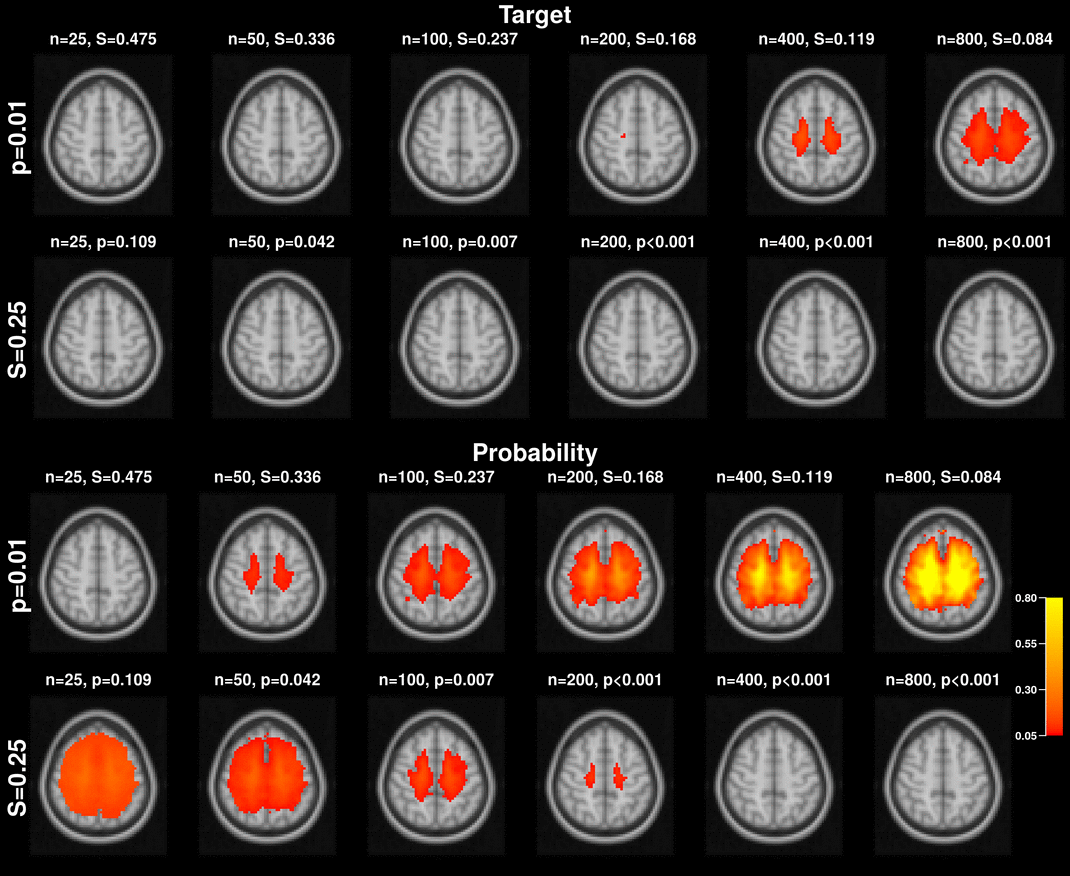 Target
n=25, S=0.475 n=50, S=0.336 n=100, S=0.237 n=200, S=0.168 n=400, S=0.119 n=800, S=0.084
p=0.01
n=25, p=0.109 n=50, p=0.042 n=100, p=0.007 n=200, p<0.001 n=400, p<0.001 n=800, p<0.001
S=0.25
Probability
n=25, S=0.475 n=50, S=0.336 n=100, S=0.237 n=200, S=0.168 n=400, S=0.119 n=800, S=0.084
p=0.01
0.80
0.55
0.30
0.05
n=25, p=0.109 n=50, p=0.042 n=100, p=0.007 n=200, p<0.001 n=400, p<0.001 n=800, p<0.001
S=0.25